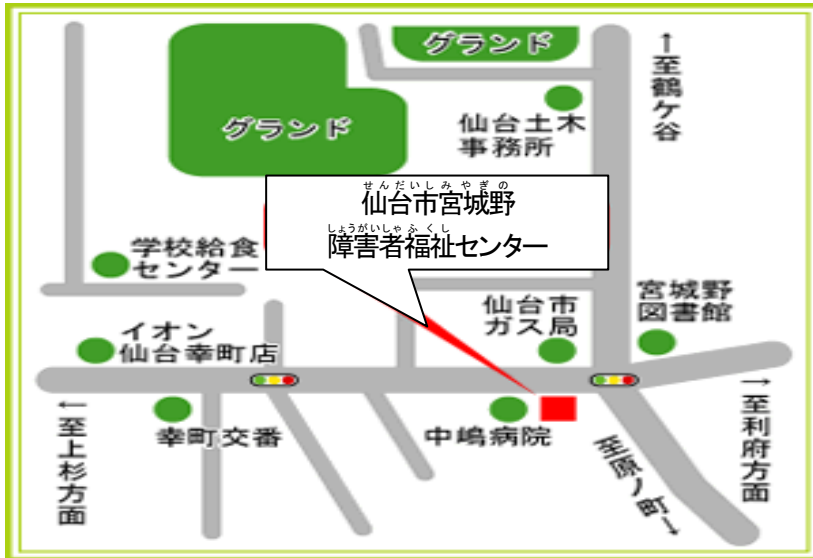 グランド
↑至鶴ケ谷
グランド
仙台土木
事務所
せんだいしみやぎの
仙台市宮城野
しょうがいしゃふくし
障害者福祉センター
学校給食
センター
仙台市
ガス局
宮城野
図書館
イオン
仙台幸町店
←至上杉方面
幸町交番
中嶋病院
至原ノ町→
→至利府方面